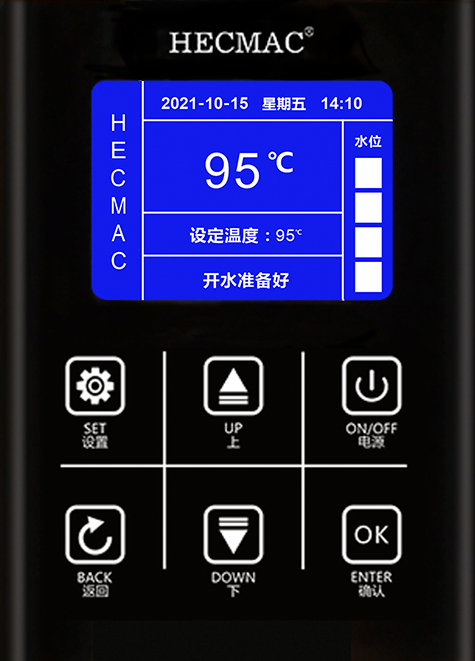 HECMAC®
HECMAC
2021-10-15 星期五 14:10
95℃
水位
设定温度：95℃
开水准备好
SET
设置
UP
上
ON/OFF
电源
BACK
返回
DOWN
下
OK
ENTER
确认